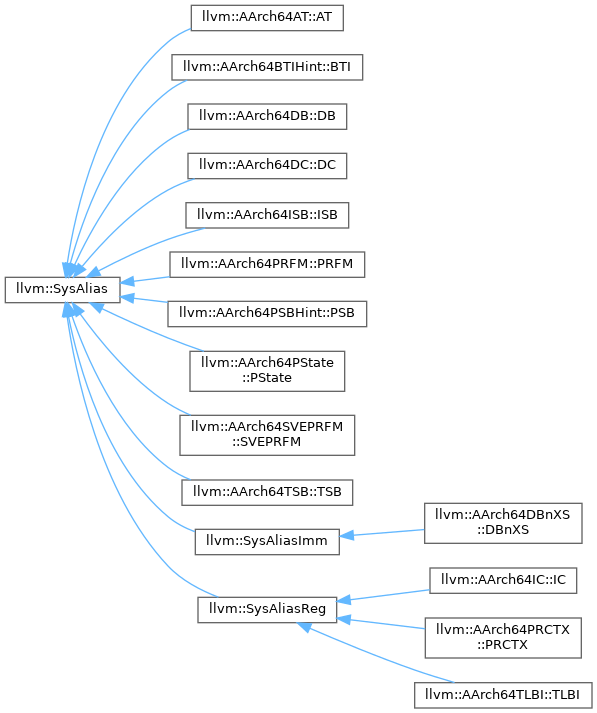 llvm::AArch64AT::AT
llvm::AArch64BTIHint::BTI
llvm::AArch64DB::DB
llvm::AArch64DC::DC
llvm::AArch64ISB::ISB
llvm::AArch64PRFM::PRFM
llvm::SysAlias
llvm::AArch64PSBHint::PSB
llvm::AArch64PState
::PState
llvm::AArch64SVEPRFM
::SVEPRFM
llvm::AArch64TSB::TSB
llvm::AArch64DBnXS
::DBnXS
llvm::SysAliasImm
llvm::AArch64IC::IC
llvm::SysAliasReg
llvm::AArch64PRCTX
::PRCTX
llvm::AArch64TLBI::TLBI